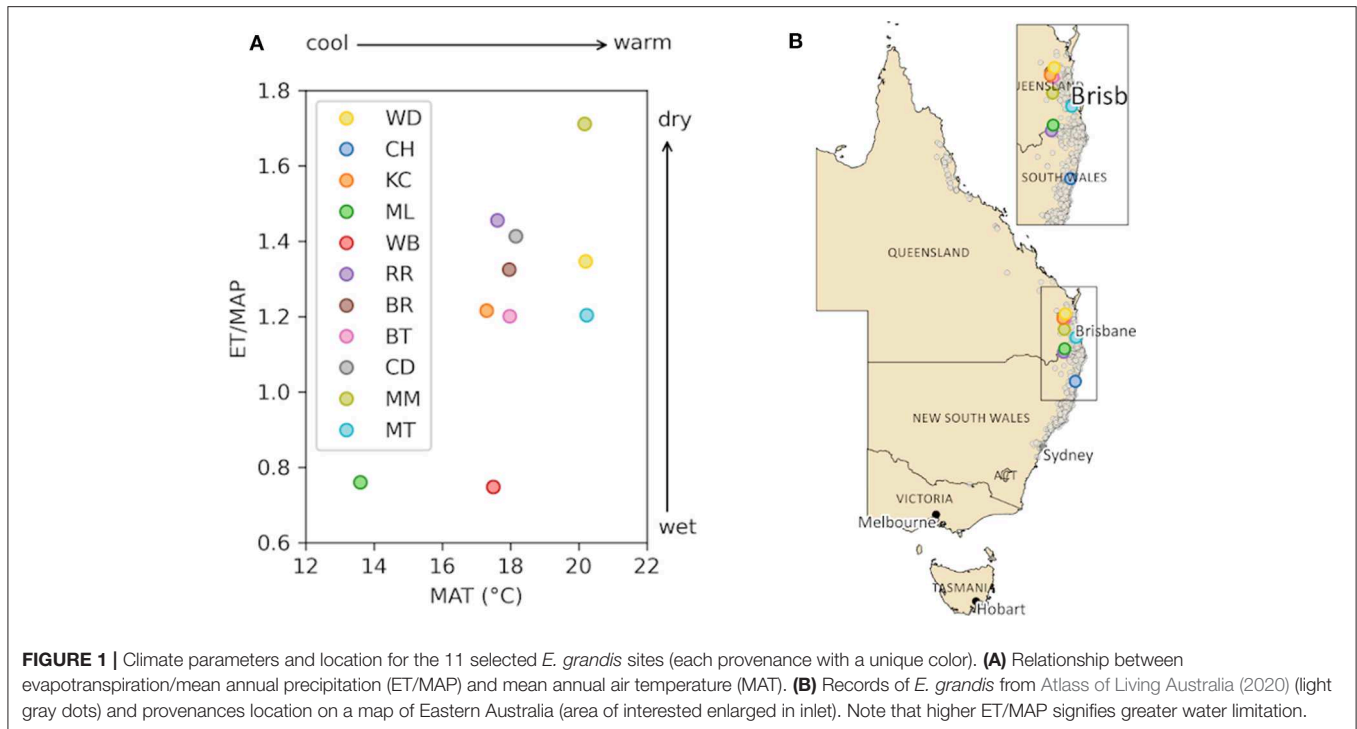 A
cool
warm
1.8
1.6
1.4
1.2
1.0
0.8
0.6
ET/MAP
12
14
16
18
20
22
MAT (°C)
WD
CH
KC
ML
WB
RR
BR
BT
CD
MM
MT
dry
wet
B
QUEENSLAND
Brisbane
NEW SOUTH WALES
Sydney
ACT
VICTORIA
Melbourne
TASMANIA
Hobart
UEENSLAND
Brisb
SOUTH WALES
FIGURE 1 | Climate parameters and location for the 11 selected E. grandis sites (each provenance with a unique color). (A) Relationship between
evapotranspiration/mean annual precipitation (ET/MAP) and mean annual air temperature (MAT). (B) Records of E. grandis from Atlass of Living Australia (2020) (light
gray dots) and provenances location on a map of Eastern Australia (area of interested enlarged in inlet). Note that higher ET/MAP signifies greater water limitation.